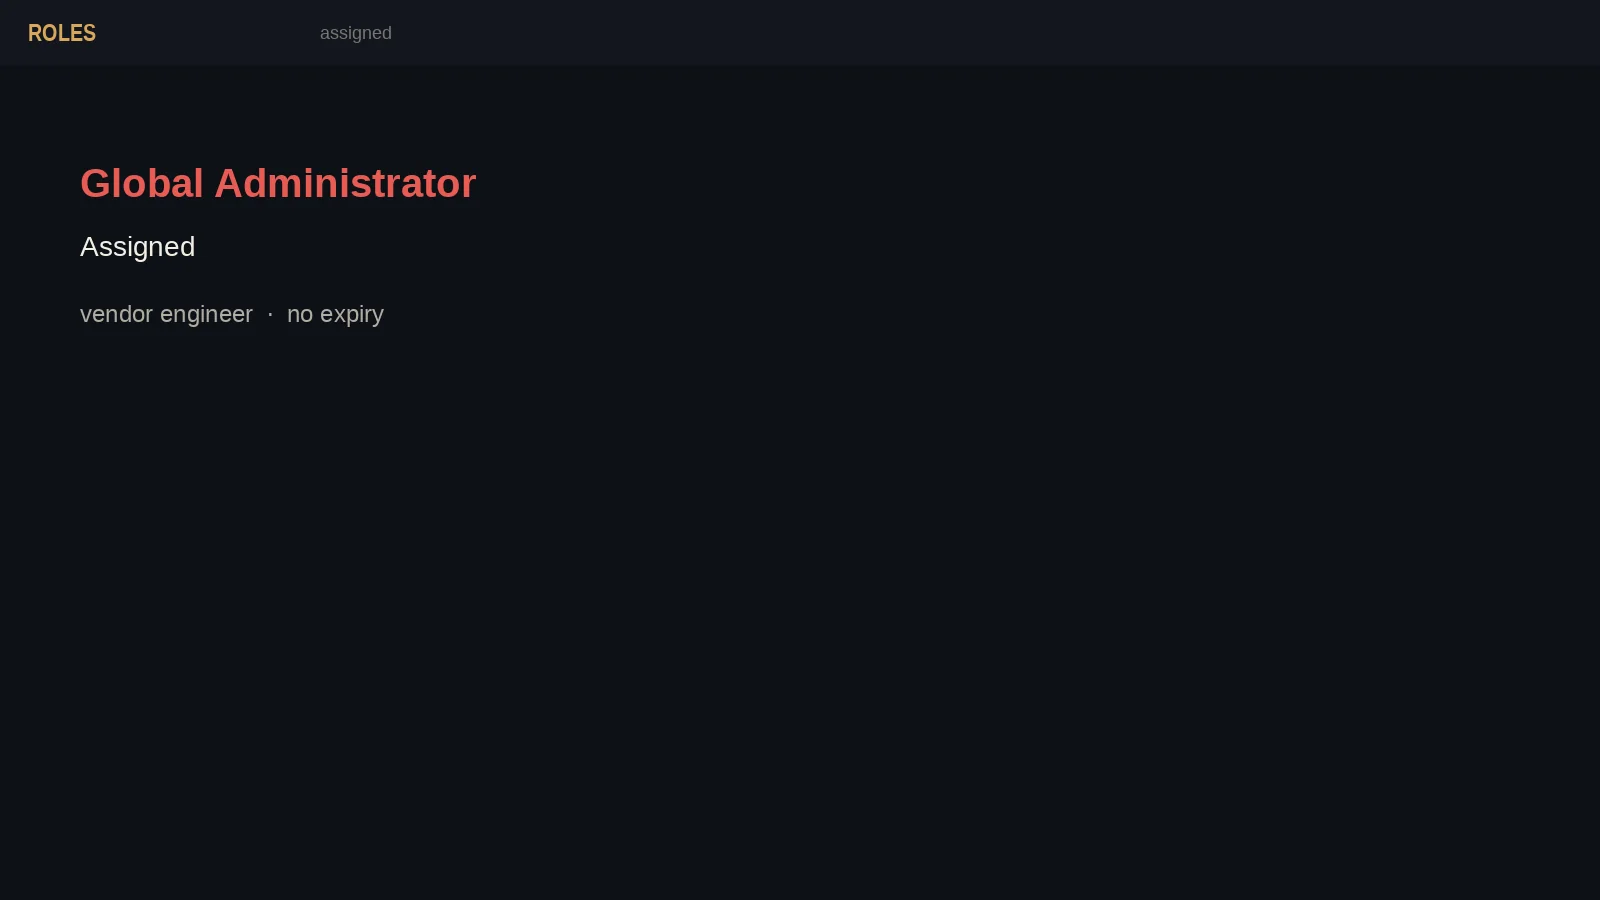 ROLES assigned
Global Administrator
Assigned
vendor engineer · no expiry